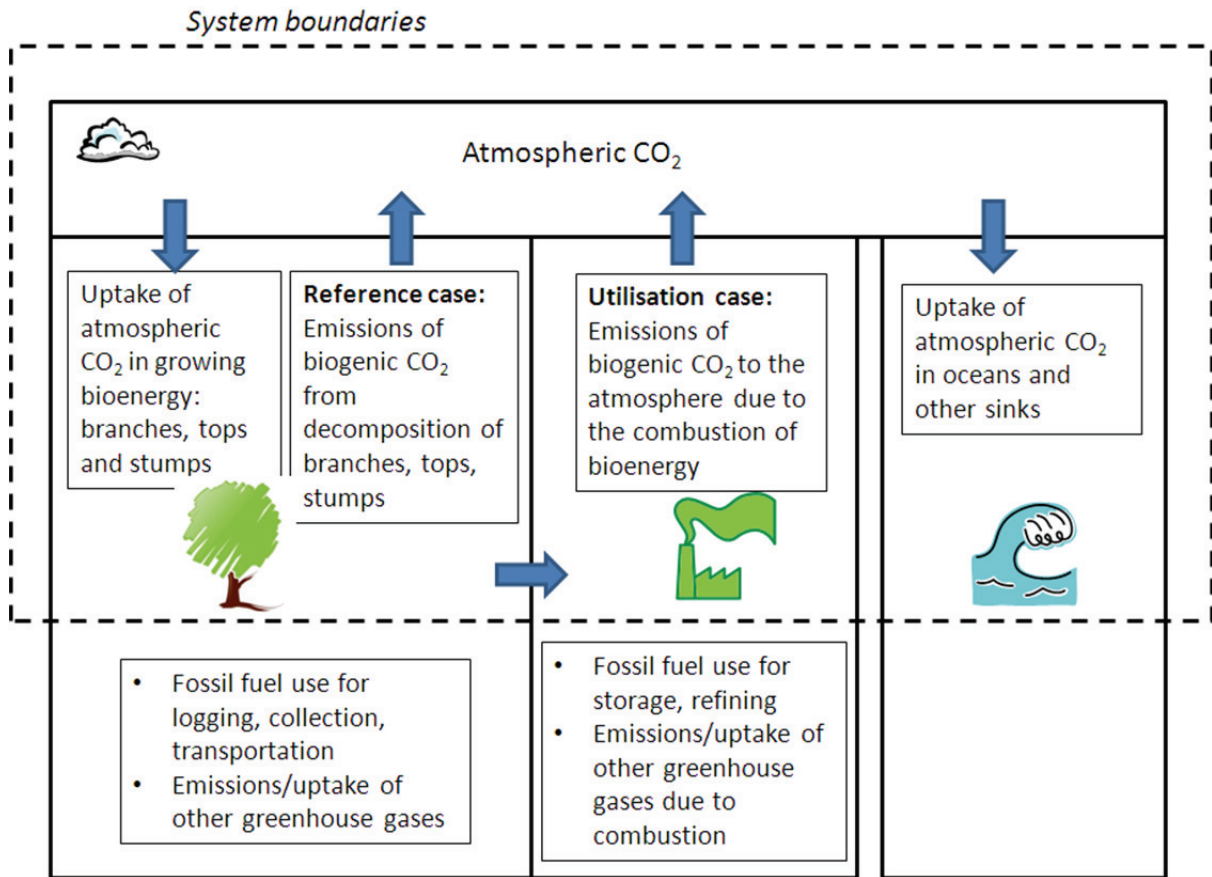 System boundaries
Atmospheric CO₂
Uptake of
atmospheric
CO₂ in growing
bioenergy:
branches, tops
and stumps
Reference case:
Emissions of
biogenic CO₂
from
decomposition of
branches, tops,
stumps
Utilisation case:
Emissions of
biogenic CO₂ to the
atmosphere due to
the combustion of
bioenergy
Uptake of
atmospheric CO₂
in oceans and
other sinks
• Fossil fuel use for
logging, collection,
transportation
• Emissions/uptake of
other greenhouse gases
• Fossil fuel use for
storage, refining
• Emissions/uptake of
other greenhouse
gases due to
combustion